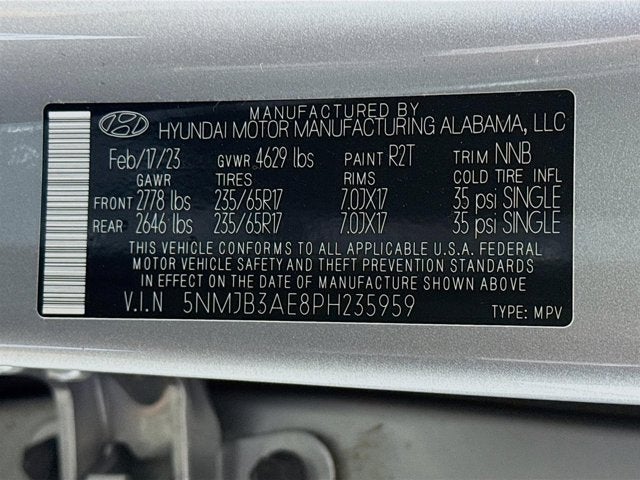 MANUFACTURED BY
HYUNDAI MOTOR MANUFACTURING ALABAMA, LLC
Feb/17/23 GVWR 4629 lbs PAINT R2T TRIM NNB
GAWR TIRES RIMS COLD TIRE INFL
FRONT 2778 lbs 235/65R17 7.0JX17 35 psi SINGLE
REAR 2646 lbs 235/65R17 7.0JX17 35 psi SINGLE
THIS VEHICLE CONFORMS TO ALL APPLICABLE U.S.A. FEDERAL
MOTOR VEHICLE SAFETY AND THEFT PREVENTION STANDARDS
IN EFFECT ON THE DATE OF MANUFACTURE SHOWN ABOVE
V.I.N 5NMJB3AE8PH235959 TYPE: MPV